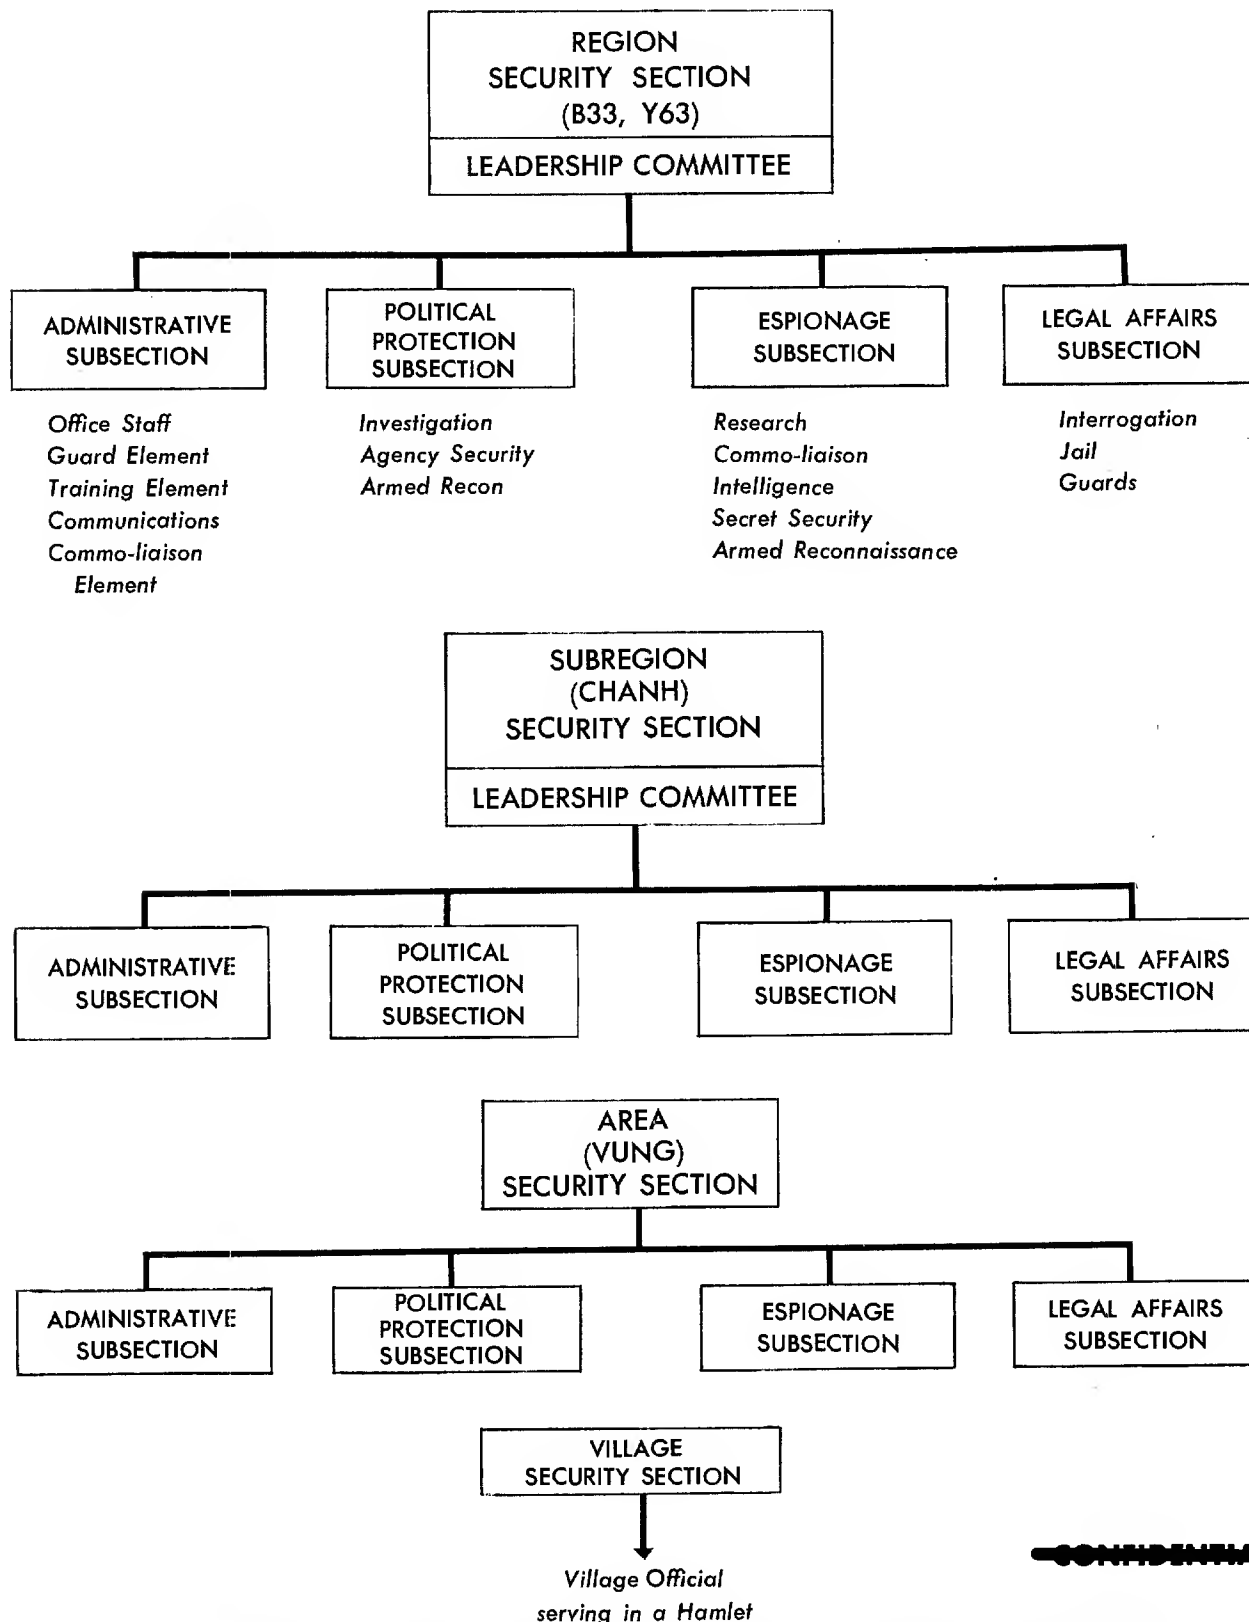 REGION
SECURITY SECTION
(B33, Y63)
LEADERSHIP COMMITTEE
ADMINISTRATIVE
SUBSECTION
Office Staff
Guard Element
Training Element
Communications
Commo-liaison
Element
POLITICAL
PROTECTION
SUBSECTION
Investigation
Agency Security
Armed Recon
ESPIONAGE
SUBSECTION
Research
Commo-liaison
Intelligence
Secret Security
Armed Reconnaissance
LEGAL AFFAIRS
SUBSECTION
Interrogation
Jail
Guards
SUBREGION
(CHANH)
SECURITY SECTION
LEADERSHIP COMMITTEE
ADMINISTRATIVE
SUBSECTION
POLITICAL
PROTECTION
SUBSECTION
ESPIONAGE
SUBSECTION
LEGAL AFFAIRS
SUBSECTION
AREA
(VUNG)
SECURITY SECTION
ADMINISTRATIVE
SUBSECTION
POLITICAL
PROTECTION
SUBSECTION
ESPIONAGE
SUBSECTION
LEGAL AFFAIRS
SUBSECTION
VILLAGE
SECURITY SECTION
Village Official
serving in a Hamlet